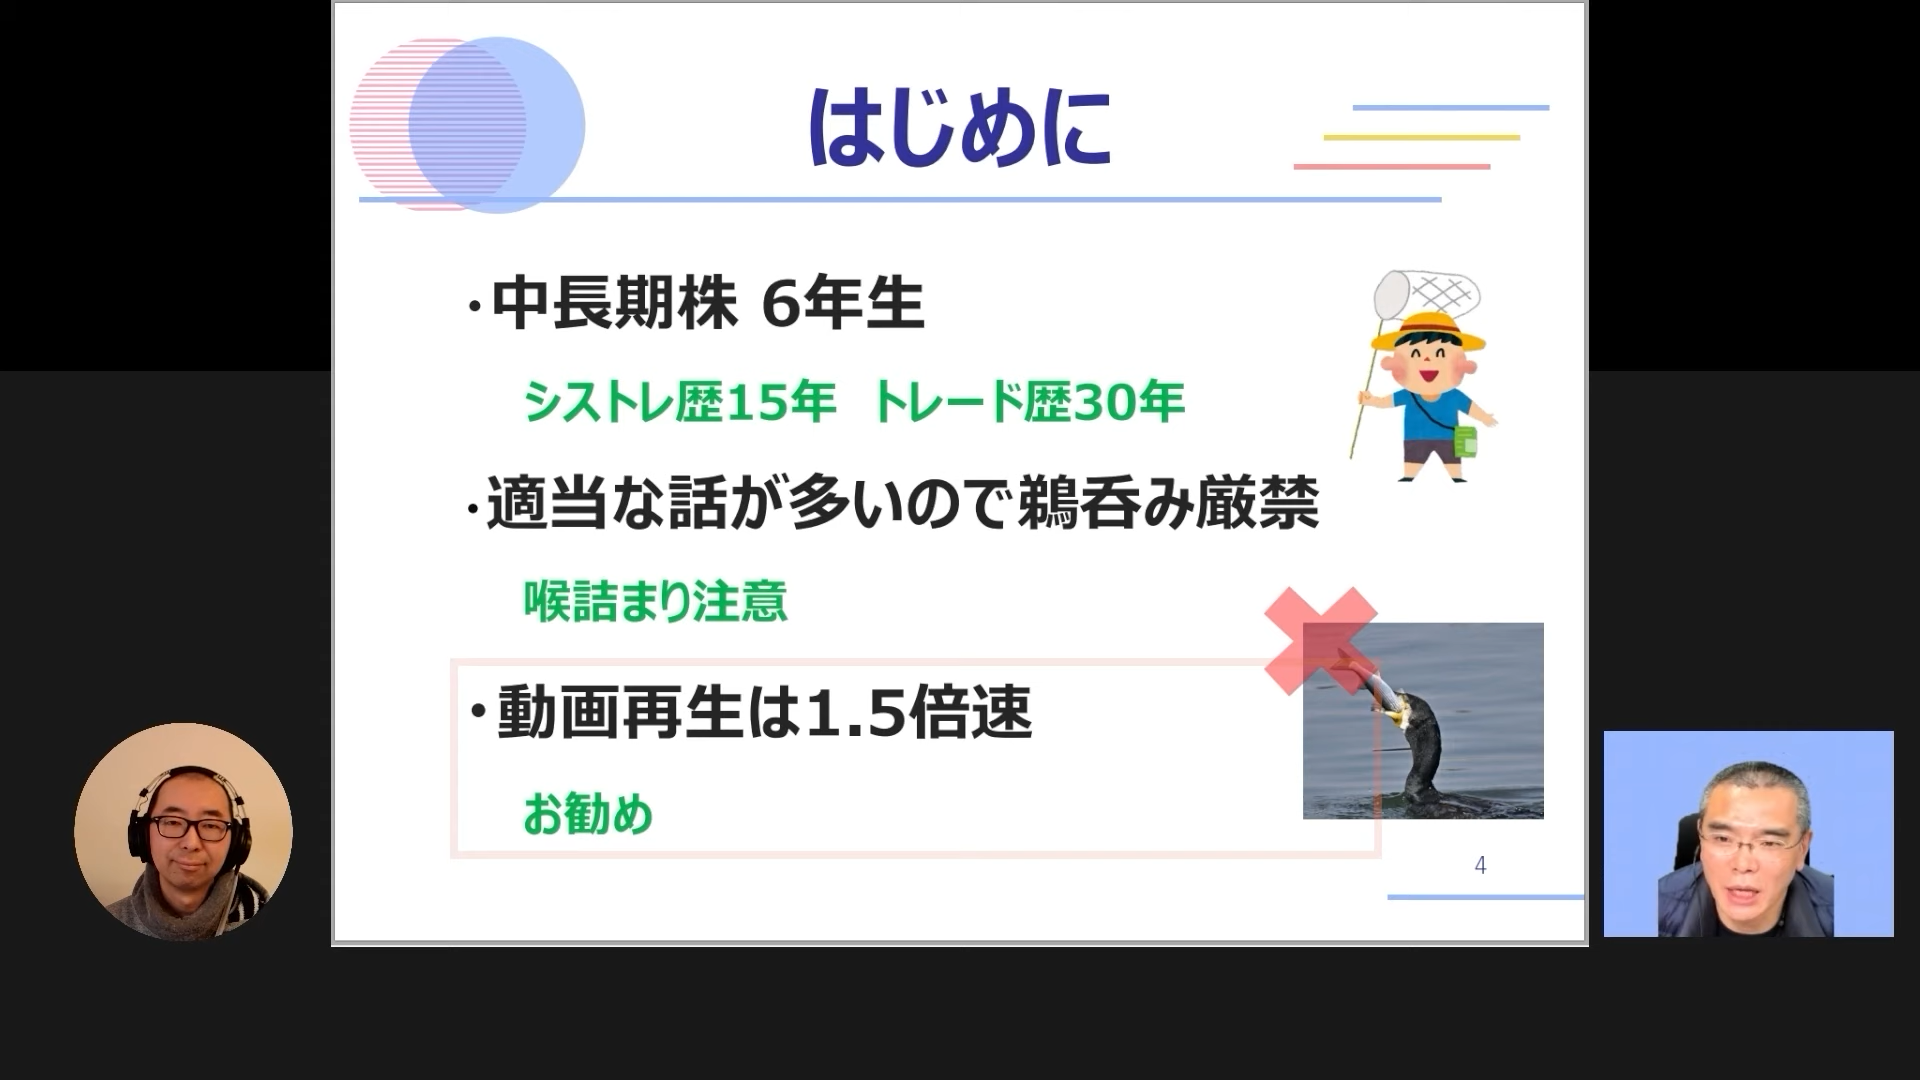 はじめに
・中長期株 6年生
シストレ歴15年　トレード歴30年
・適当な話が多いので鵜呑み厳禁
喉詰まり注意
・動画再生は1.5倍速
お勧め
4